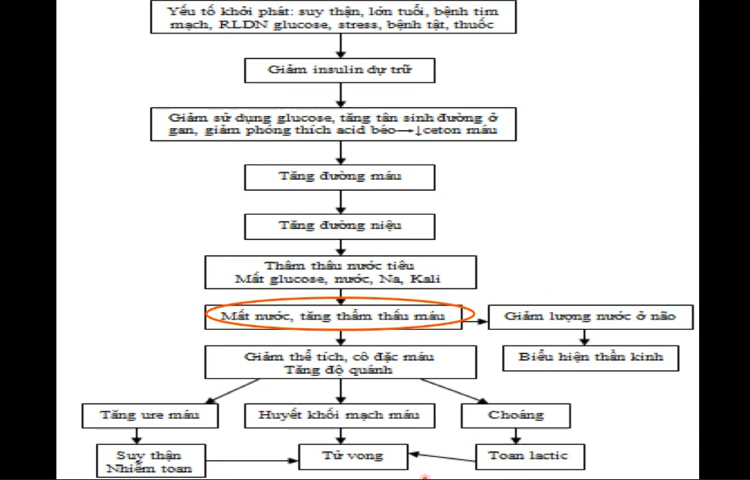 Yếu tố khởi phát: suy thận, lớn tuổi, bệnh tim
mạch, RLDN glucose, stress, bệnh tật, thuốc
Giảm insulin dự trữ
Giảm sử dụng glucose, tăng tân sinh đường ở
gan, giảm phóng thích acid béo→↓ceton máu
Tăng đường máu
Tăng đường niệu
Thẩm thấu nước tiểu
Mất glucose, nước, Na, Kali
Mất nước, tăng thẩm thấu máu
Giảm lượng nước ở não
Giảm thể tích, cô đặc máu
Tăng độ quánh
Biểu hiện thần kinh
Tăng ure máu
Huyết khối mạch máu
Choáng
Suy thận
Nhiễm toan
Tử vong
Toan lactic